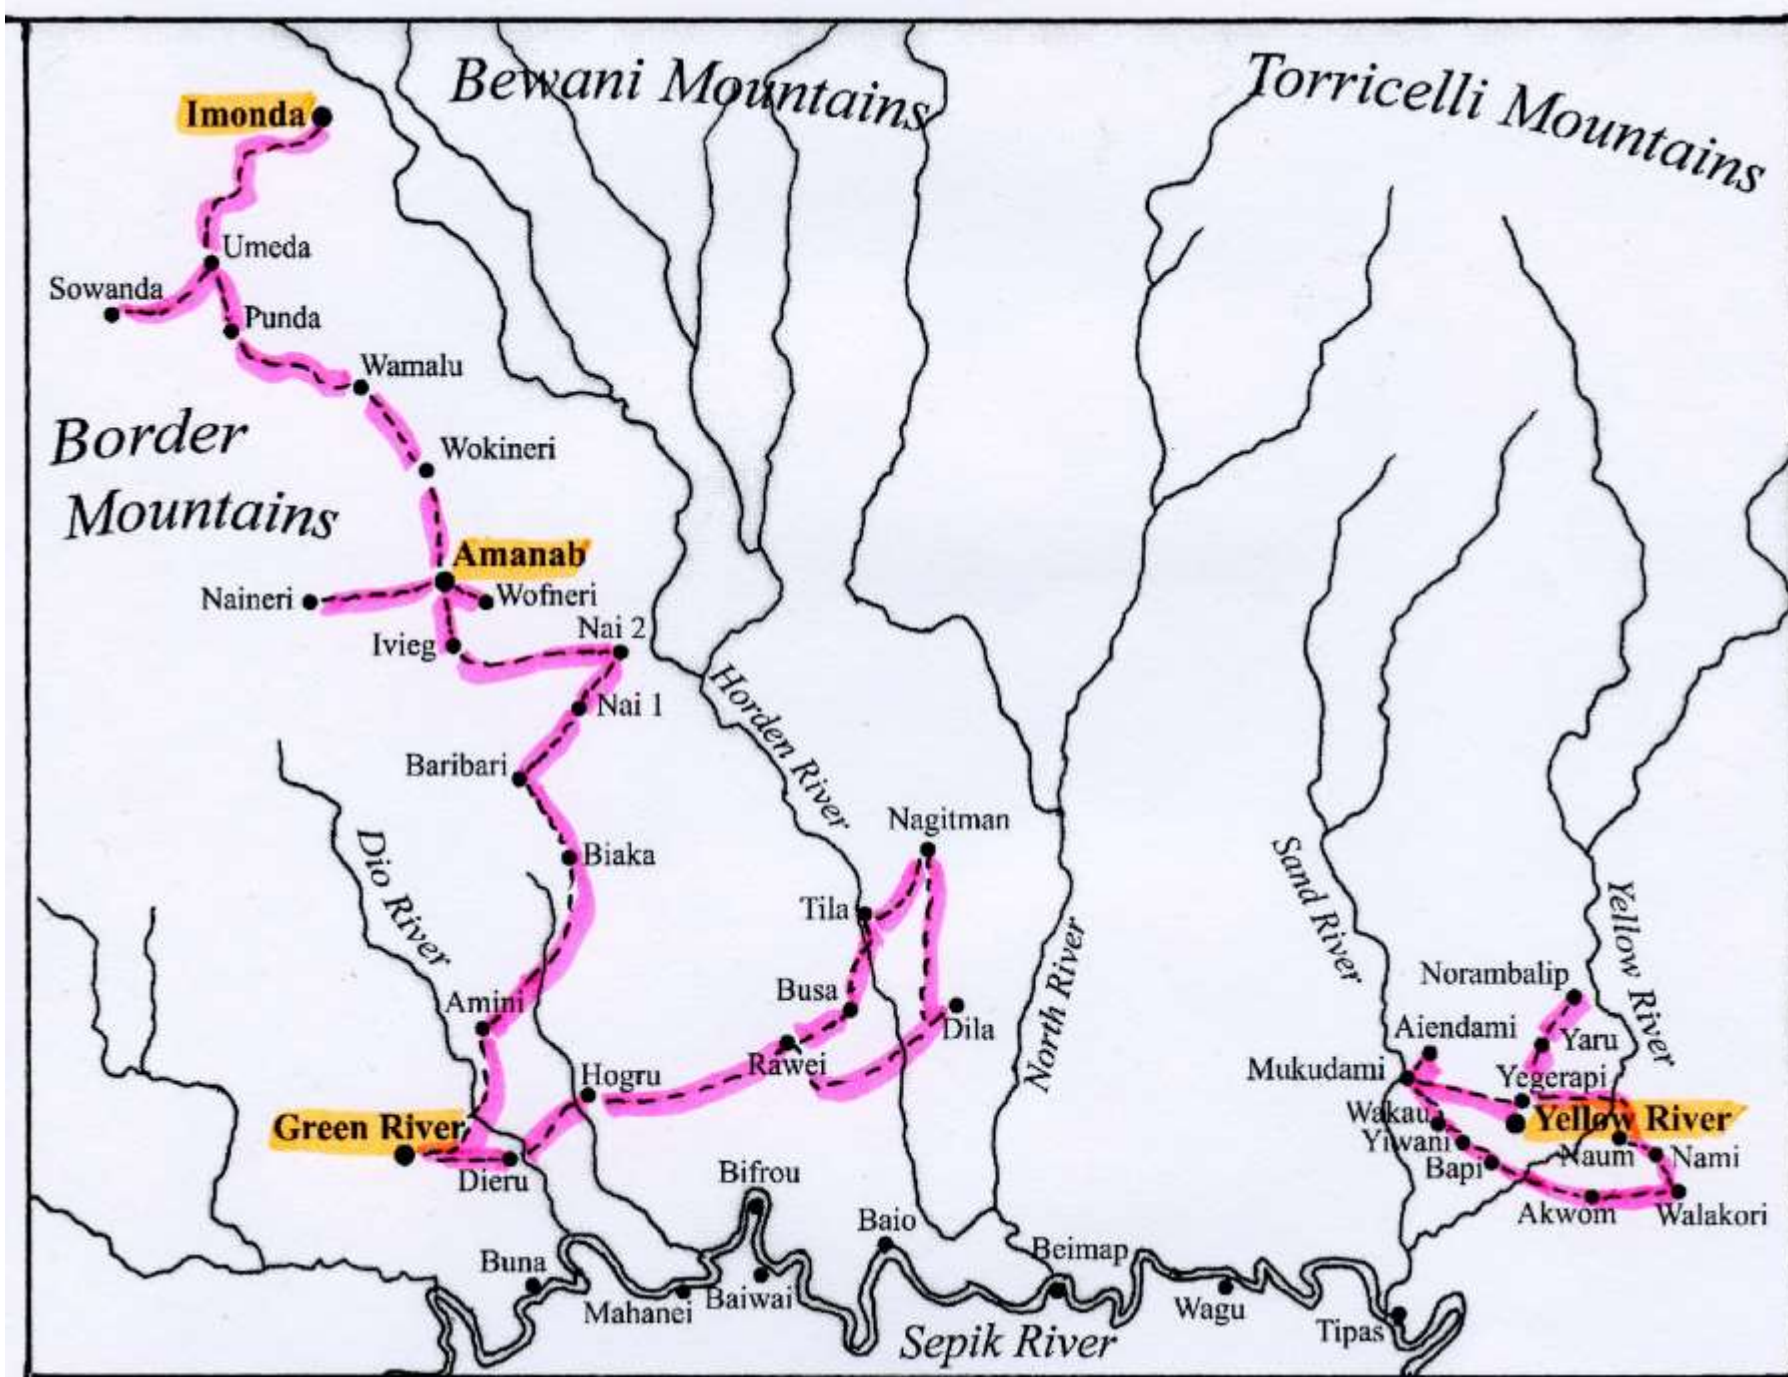 Bewani Mountains
Torricelli Mountains
Imonda
Umeda
Sowanda
Punda
Wamalu
Border
Mountains
Wokineri
Amanab
Naineri
Wofneri
Ivieg
Nai 2
Nai 1
Horden River
Baribari
Nagitman
Dio River
Biaka
Sand River
Yellow River
Tila
North River
Norambalip
Amini
Busa
Dila
Aiendami
Yaru
Rawei
Mukudami
Yegerapi
Hogru
Wakau
Green River
Yellow River
Yiwani
Bapi
Naum
Nami
Dieru
Bifrou
Akwom
Walakori
Baio
Buna
Beimap
Mahanei
Baiwai
Wagu
Tipas
Sepik River